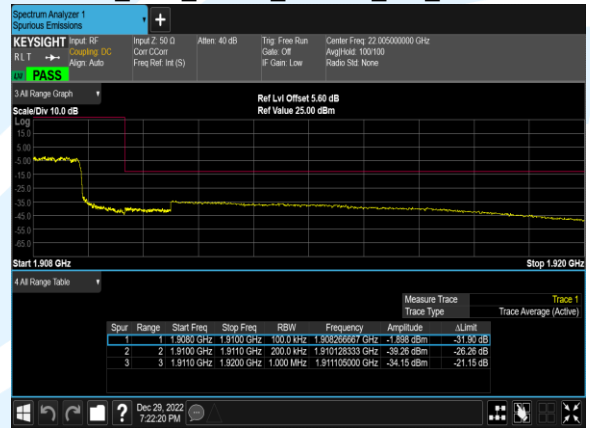 Spectrum Analyzer 1
Spurious Emissions
KEYSIGHT Input: RF Input Z: 50 Ω Atten: 40 dB Trig: Free Run Center Freq: 22.005000000 GHz
RLT Coupling: DC Corr CCorr Gate: Off Avg|Hold: 100/100
Align: Auto Freq Ref: Int (S) IF Gain: Low Radio Std: None
LW PASS
3 All Range Graph
Ref Lvl Offset 5.60 dB
Scale/Div 10.0 dB Ref Value 25.00 dBm
Log
15.0
5.00
-5.00
-15.0
-25.0
-35.0
-45.0
-55.0
-65.0
Start 1.908 GHz Stop 1.920 GHz
4 All Range Table
Measure Trace Trace 1
Trace Type Trace Average (Active)
Spur Range Start Freq Stop Freq RBW Frequency Amplitude ΔLimit
1 1 1.9080 GHz 1.9100 GHz 100.0 kHz 1.908266667 GHz -1.898 dBm -31.90 dB
2 2 1.9100 GHz 1.9110 GHz 200.0 kHz 1.910128333 GHz -39.26 dBm -26.26 dB
3 3 1.9110 GHz 1.9200 GHz 1.000 MHz 1.911105000 GHz -34.15 dBm -21.15 dB
Dec 29, 2022
7:22:20 PM